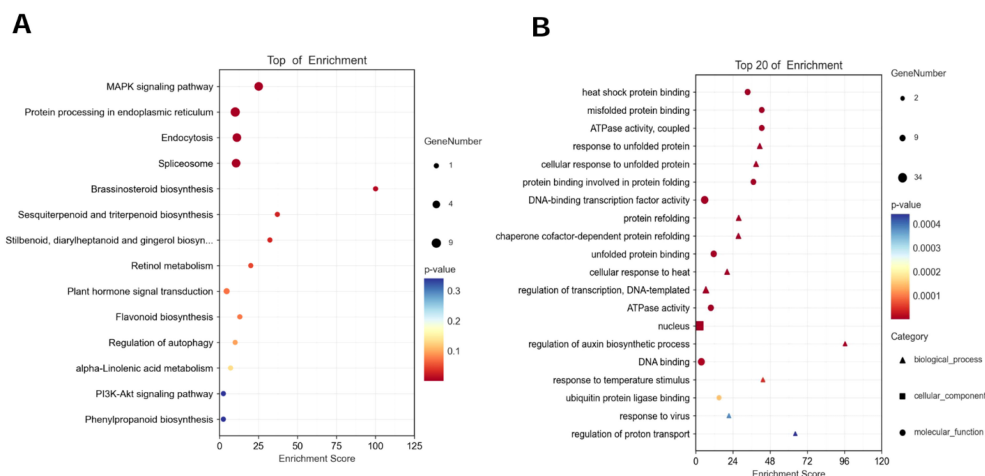 A
Top of Enrichment
MAPK signaling pathway
Protein processing in endoplasmic reticulum
Endocytosis
Spliceosome
Brassinosteroid biosynthesis
Sesquiterpenoid and triterpenoid biosynthesis
Stilbenoid, diarylheptanoid and gingerol biosyn...
Retinol metabolism
Plant hormone signal transduction
Flavonoid biosynthesis
Regulation of autophagy
alpha-Linolenic acid metabolism
PI3K-Akt signaling pathway
Phenylpropanoid biosynthesis
0 25 50 75 100 125
Enrichment Score
GeneNumber
1
4
9
p-value
0.3
0.2
0.1
B
Top 20 of Enrichment
heat shock protein binding
misfolded protein binding
ATPase activity, coupled
response to unfolded protein
cellular response to unfolded protein
protein binding involved in protein folding
DNA-binding transcription factor activity
protein refolding
chaperone cofactor-dependent protein refolding
unfolded protein binding
cellular response to heat
regulation of transcription, DNA-templated
ATPase activity
nucleus
regulation of auxin biosynthetic process
DNA binding
response to temperature stimulus
ubiquitin protein ligase binding
response to virus
regulation of proton transport
0 24 48 72 96 120
Enrichment Score
GeneNumber
2
9
34
p-value
0.0004
0.0003
0.0002
0.0001
Category
biological_process
cellular_component
molecular_function